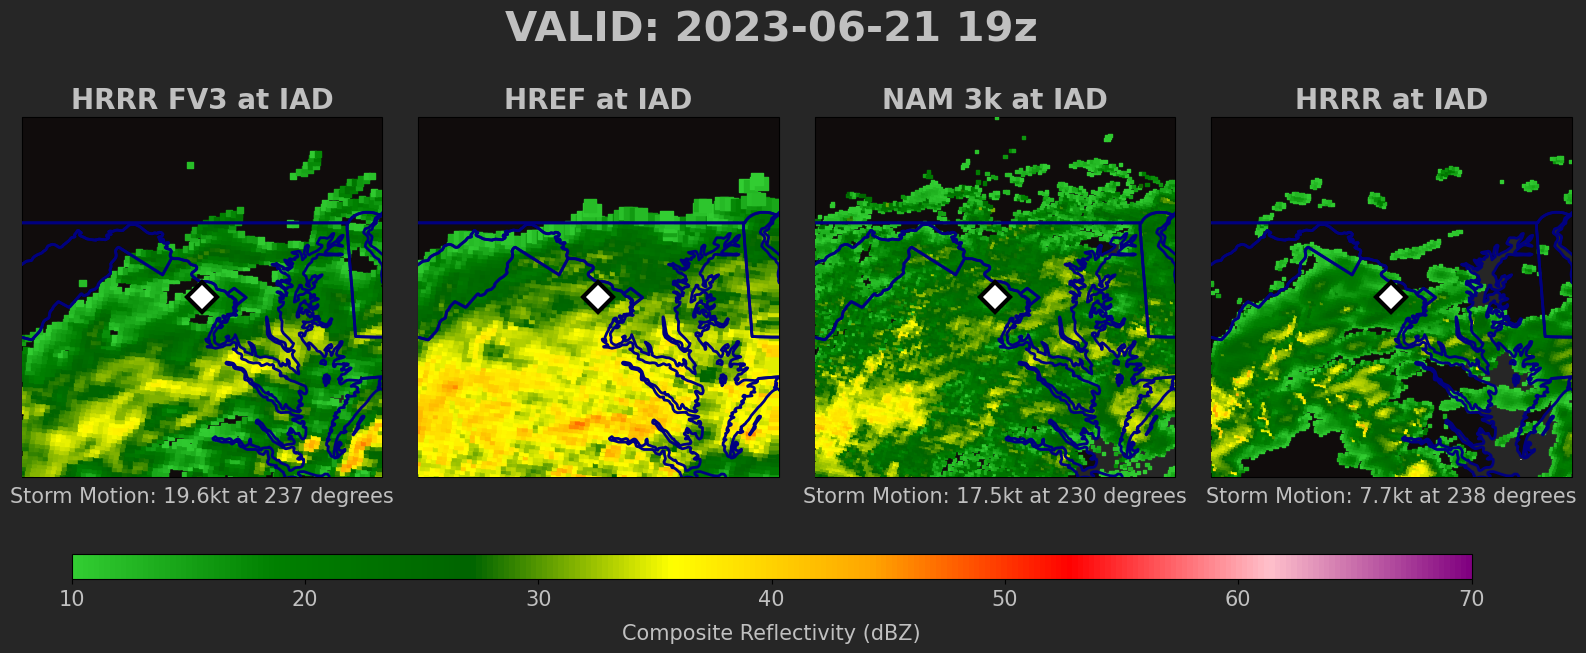 VALID: 2023-06-21 19z
HRRR FV3 at IAD
HREF at IAD
NAM 3k at IAD
HRRR at IAD
Storm Motion: 19.6kt at 237 degrees
Storm Motion: 17.5kt at 230 degrees
Storm Motion: 7.7kt at 238 degrees
10 20 30 40 50 60 70
Composite Reflectivity (dBZ)